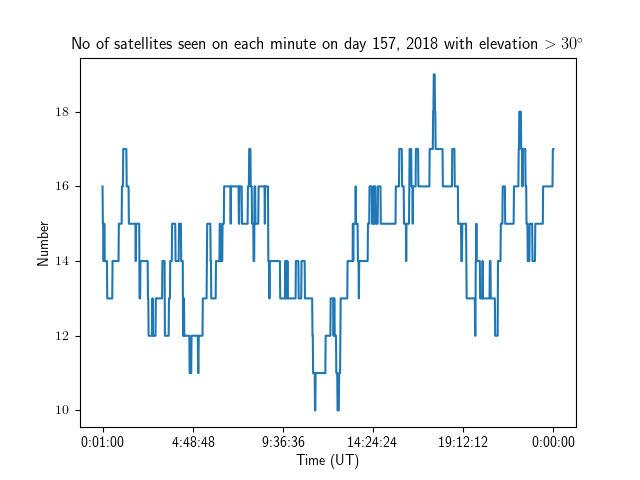 No of satellites seen on each minute on day 157, 2018 with elevation > 30°
Number
18
16
14
12
10
0:01:00 4:48:48 9:36:36 14:24:24 19:12:12 0:00:00
Time (UT)